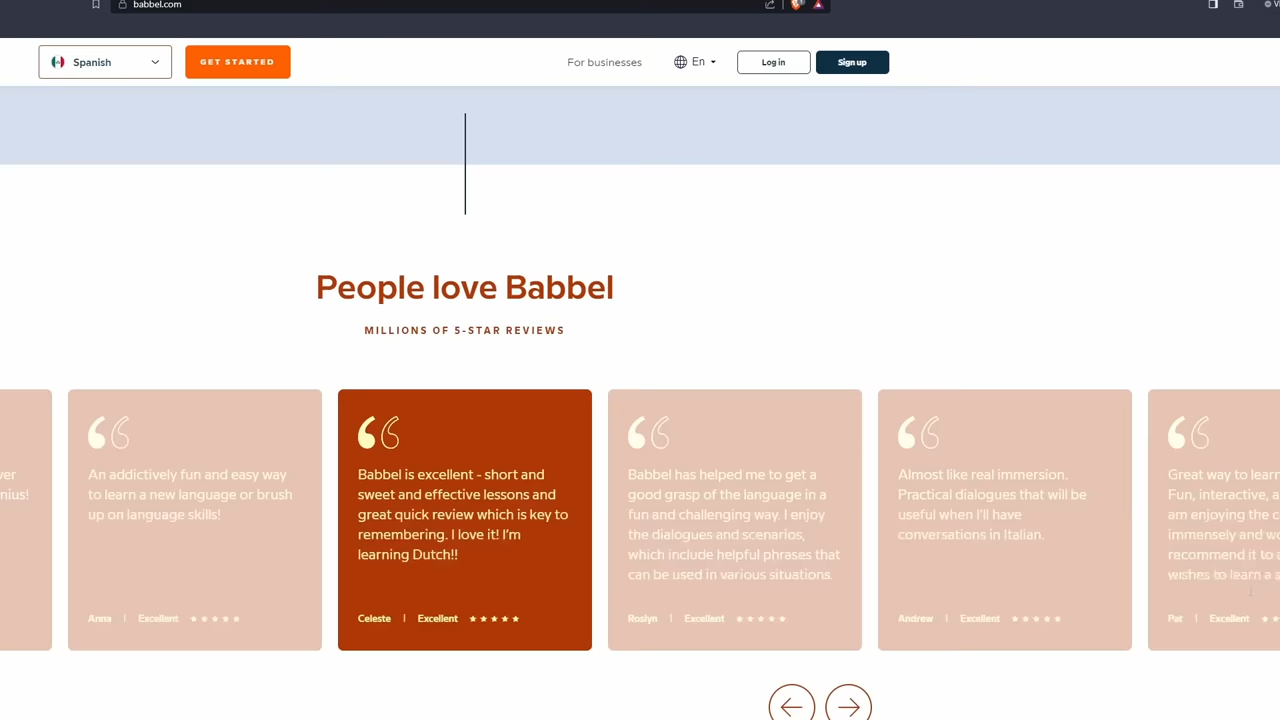 babbel.com
Spanish
GET STARTED
For businesses
En
Log in
Sign up
People love Babbel
MILLIONS OF 5-STAR REVIEWS
ver
nius!
An addictively fun and easy way
to learn a new language or brush
up on language skills!
Anna | Excellent
Babbel is excellent - short and
sweet and effective lessons and
great quick review which is key to
remembering. I love it! I'm
learning Dutch!!
Celeste | Excellent
Babbel has helped me to get a
good grasp of the language in a
fun and challenging way. I enjoy
the dialogues and scenarios,
which include helpful phrases that
can be used in various situations.
Roslyn | Excellent
Almost like real immersion.
Practical dialogues that will be
useful when I'll have
conversations in Italian.
Andrew | Excellent
Great way to learn
Fun, interactive, a
am enjoying the c
immensely and wo
recommend it to a
wishes to learn a s
Pat | Excellent